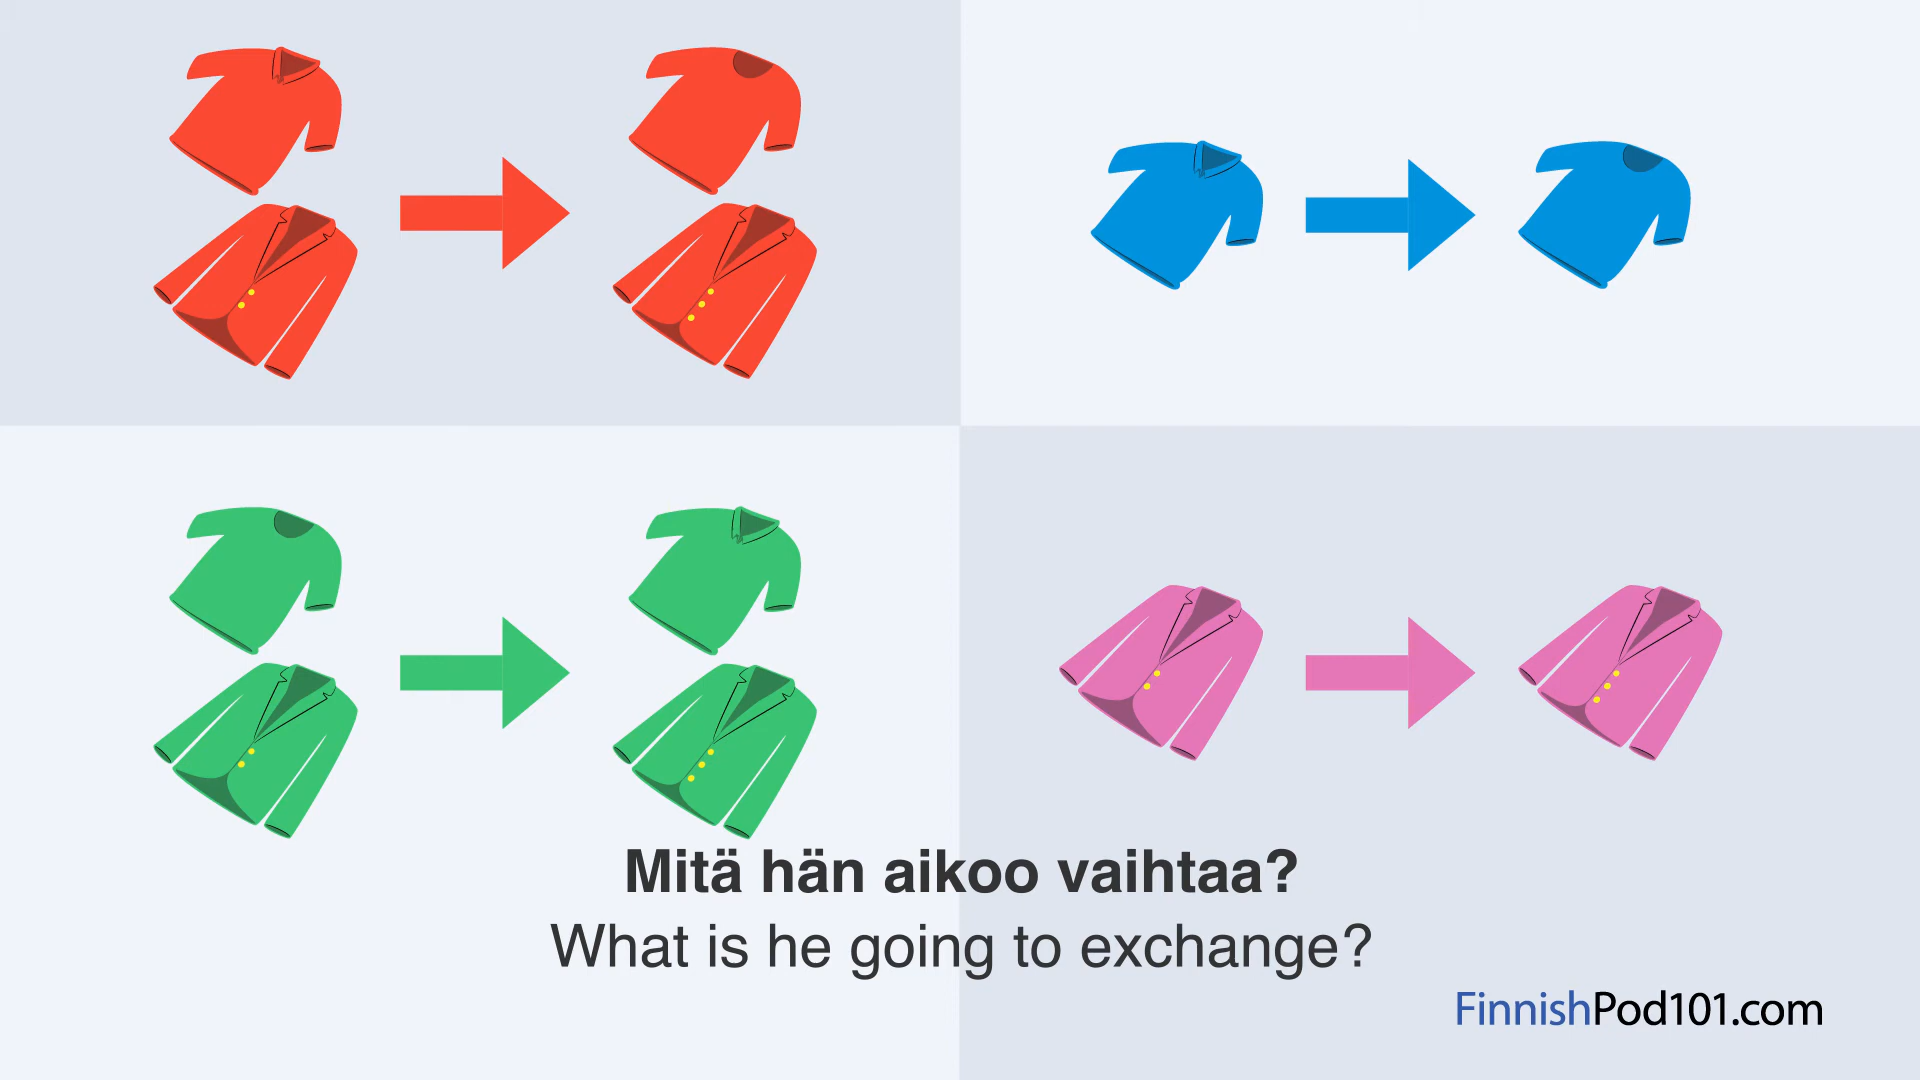 Mitä hän aikoo vaihtaa?
What is he going to exchange?
FinnishPod101.com